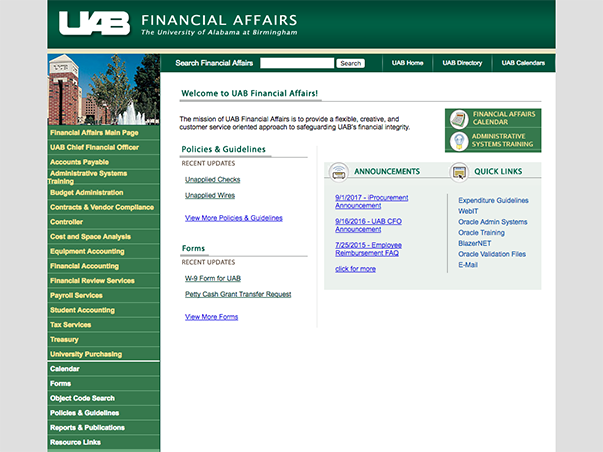 UAB FINANCIAL AFFAIRS
The University of Alabama at Birmingham
Search Financial Affairs Search UAB Home UAB Directory UAB Calendars
Financial Affairs Main Page
UAB Chief Financial Officer
Accounts Payable
Administrative Systems
Training
Budget Administration
Contracts & Vendor Compliance
Controller
Cost and Space Analysis
Equipment Accounting
Financial Accounting
Financial Review Services
Payroll Services
Student Accounting
Tax Services
Treasury
University Purchasing
Calendar
Forms
Object Code Search
Policies & Guidelines
Reports & Publications
Resource Links
Welcome to UAB Financial Affairs!
The mission of UAB Financial Affairs is to provide a flexible, creative, and
customer service oriented approach to safeguarding UAB's financial integrity.
FINANCIAL AFFAIRS
CALENDAR
ADMINISTRATIVE
SYSTEMS TRAINING
Policies & Guidelines
RECENT UPDATES
Unapplied Checks
Unapplied Wires
View More Policies & Guidelines
Forms
RECENT UPDATES
W-9 Form for UAB
Petty Cash Grant Transfer Request
View More Forms
ANNOUNCEMENTS
9/1/2017 - iProcurement
Announcement
9/16/2016 - UAB CFO
Announcement
7/25/2015 - Employee
Reimbursement FAQ
click for more
QUICK LINKS
Expenditure Guidelines
WebIT
Oracle Admin Systems
Oracle Training
BlazerNET
Oracle Validation Files
E-Mail